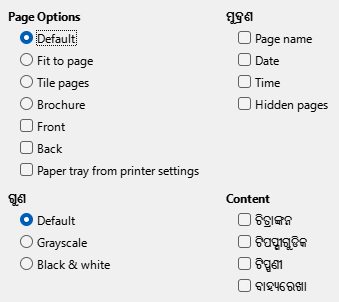 Page Options
Default
Fit to page
Tile pages
Brochure
Front
Back
Paper tray from printer settings
ମୁଦ୍ରଣ
Page name
Date
Time
Hidden pages
ଗୁଣ
Default
Grayscale
Black & white
Content
ଚିତ୍ରାଙ୍କନ
ଟିପପ୍ଣୀଗୁଡିକ
ଟିପ୍ପଣୀ
ବାହ୍ୟରେଖା